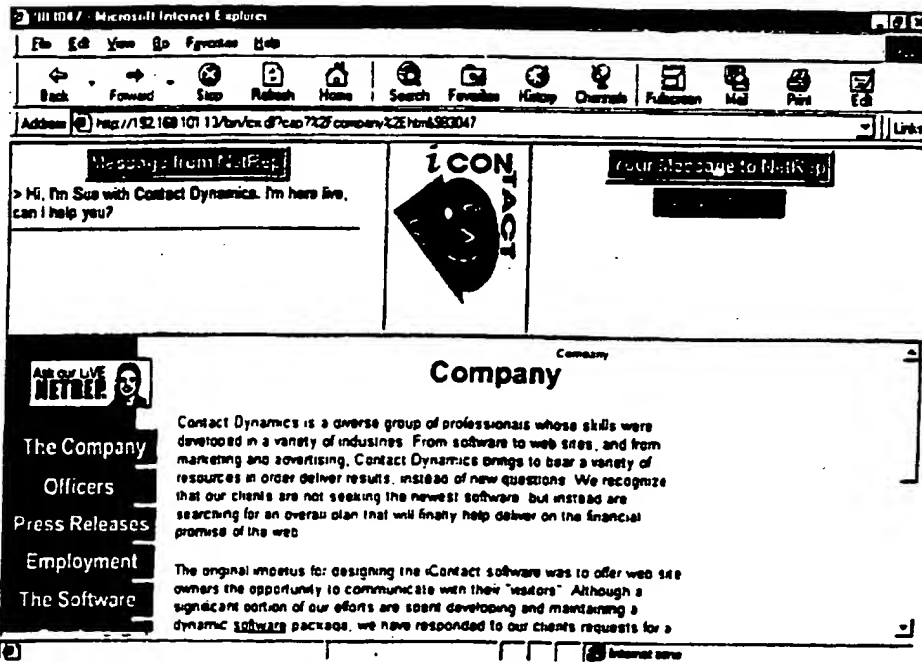 983047 - Microsoft Internet Explorer
File Edit View Go Favorites Help
Back Forward Stop Refresh Home Search Favorites History Channels Fullscreen Mail Print Edit
Address Links
Message from NetRep
> Hi, I'm Sue with Contact Dynamics. I'm here live,
can I help you?
iCONTACT
Your Message to NetRep
Ask our LiVE
NETREP
The Company
Officers
Press Releases
Employment
The Software
Company
Company
Contact Dynamics is a diverse group of professionals whose skills were
developed in a variety of industries. From software to web sites, and from
marketing and advertising, Contact Dynamics brings to bear a variety of
resources in order deliver results, instead of new questions. We recognize
that our clients are not seeking the newest software, but instead are
searching for an overall plan that will finally help deliver on the financial
promise of the web
The original impetus for designing the iContact software was to offer web site
owners the opportunity to communicate with their "visitors". Although a
significant portion of our efforts are spent developing and maintaining a
dynamic software package, we have responded to our clients requests for a
Internet zone